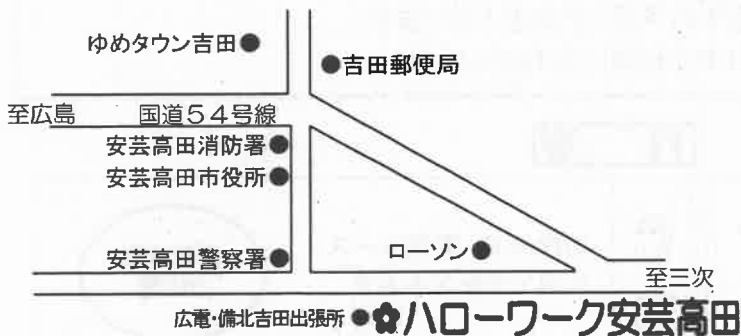 ゆめタウン吉田
吉田郵便局
至広島
国道54号線
安芸高田消防署
安芸高田市役所
安芸高田警察署
ローソン
至三次
広電・備北吉田出張所
ハローワーク安芸高田